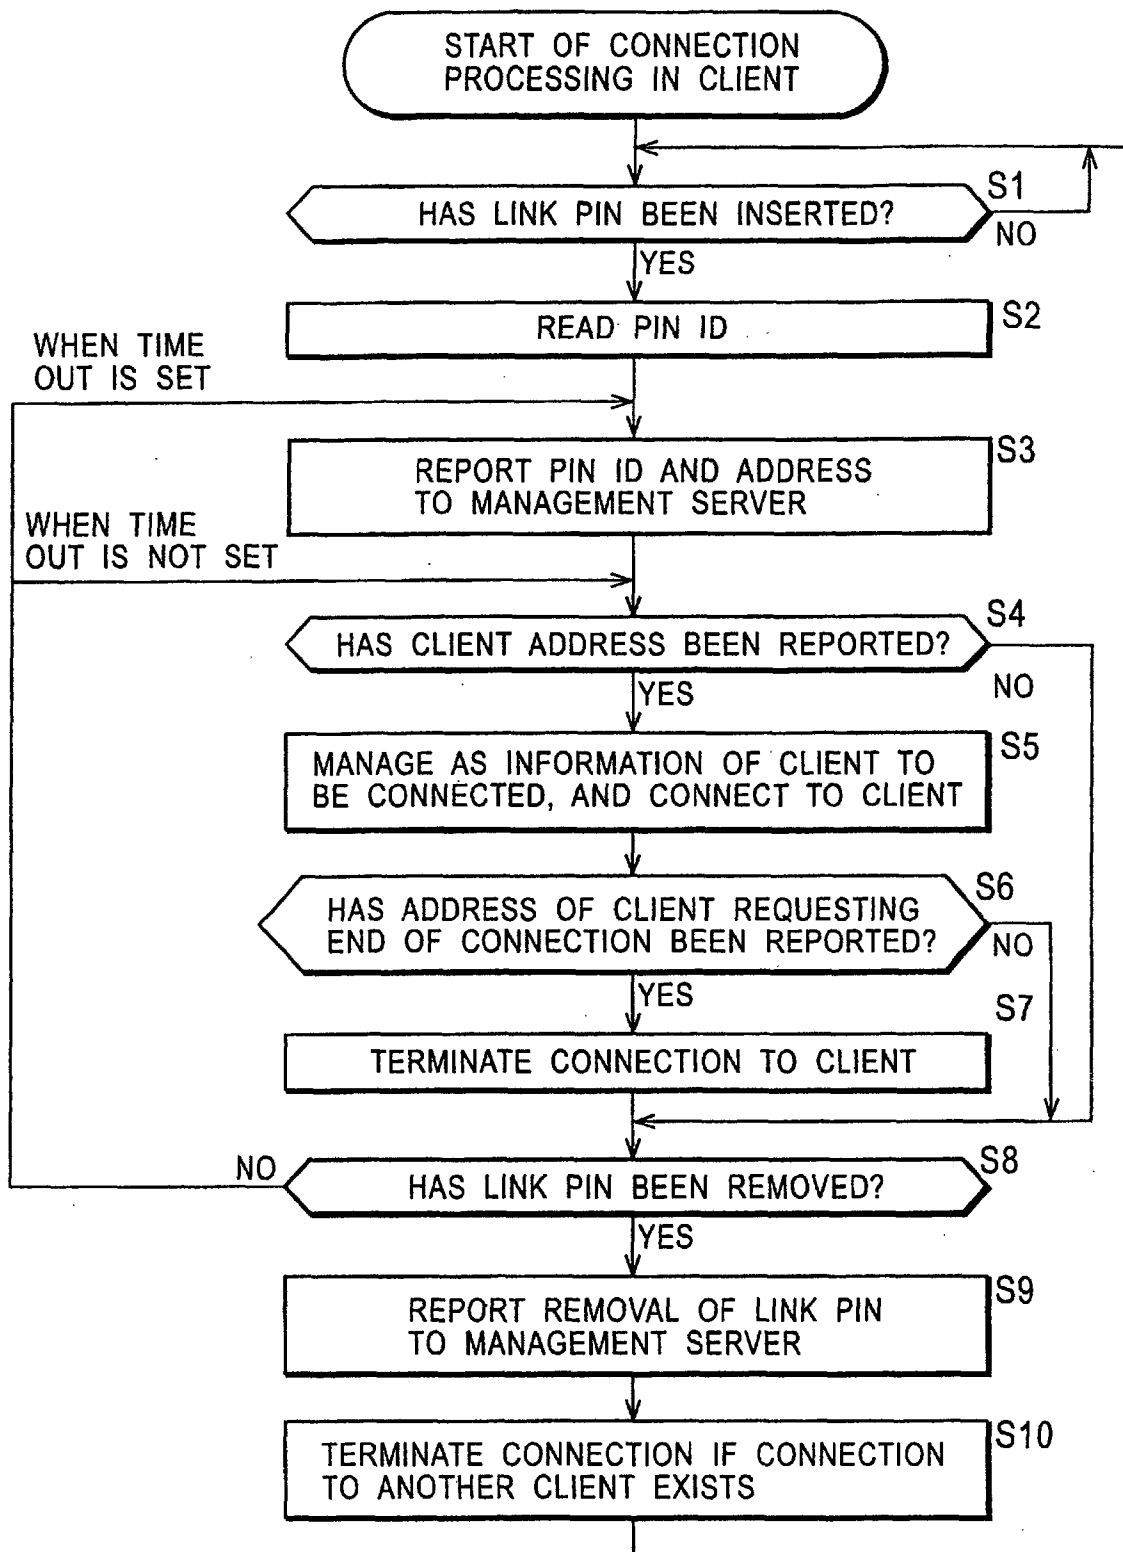 START OF CONNECTION
PROCESSING IN CLIENT
S1
HAS LINK PIN BEEN INSERTED?
NO
YES
S2
READ PIN ID
WHEN TIME
OUT IS SET
S3
REPORT PIN ID AND ADDRESS
TO MANAGEMENT SERVER
WHEN TIME
OUT IS NOT SET
S4
HAS CLIENT ADDRESS BEEN REPORTED?
NO
YES
S5
MANAGE AS INFORMATION OF CLIENT TO
BE CONNECTED, AND CONNECT TO CLIENT
S6
HAS ADDRESS OF CLIENT REQUESTING
END OF CONNECTION BEEN REPORTED?
NO
YES
S7
TERMINATE CONNECTION TO CLIENT
NO
S8
HAS LINK PIN BEEN REMOVED?
YES
S9
REPORT REMOVAL OF LINK PIN
TO MANAGEMENT SERVER
S10
TERMINATE CONNECTION IF CONNECTION
TO ANOTHER CLIENT EXISTS